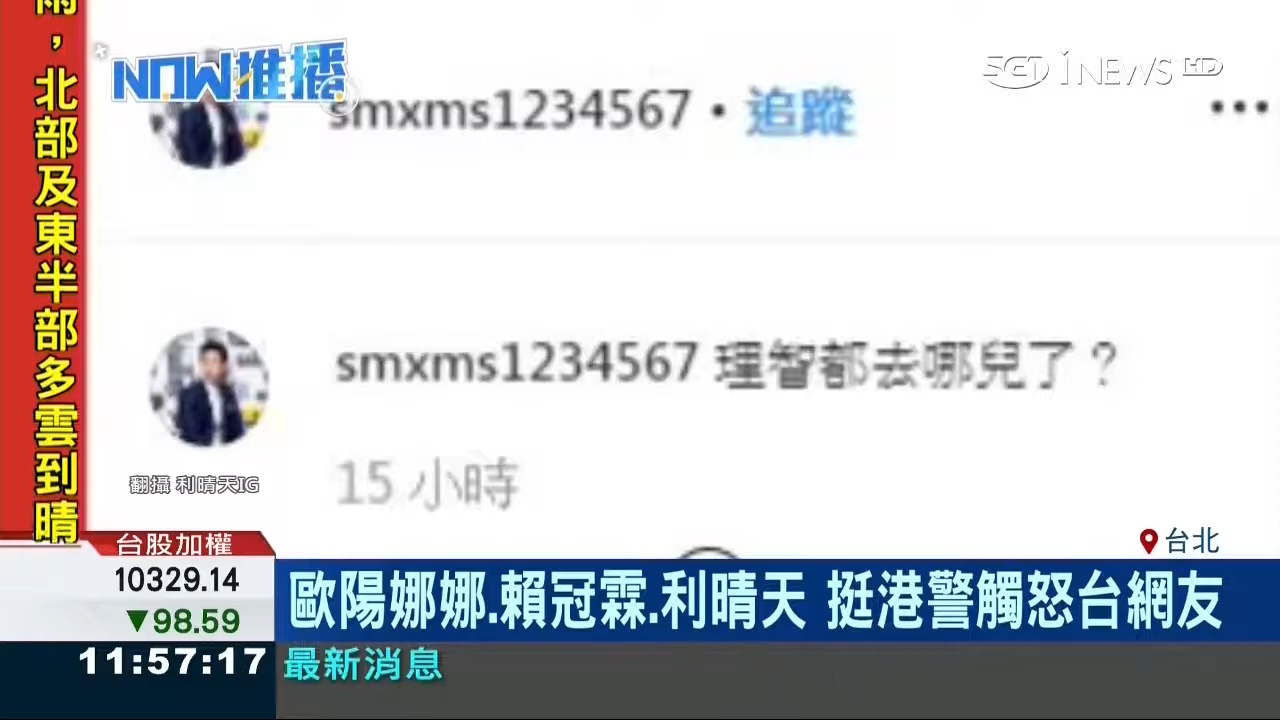 雨，北部及東半部多雲到晴
NOW推播
SET iNEWS HD
smxms1234567 • 追蹤
smxms1234567 理智都去哪兒了？
15 小時
翻攝 利晴天IG
台北
台股加權
10329.14
▼98.59
歐陽娜娜.賴冠霖.利晴天 挺港警觸怒台網友
11:57:17
最新消息